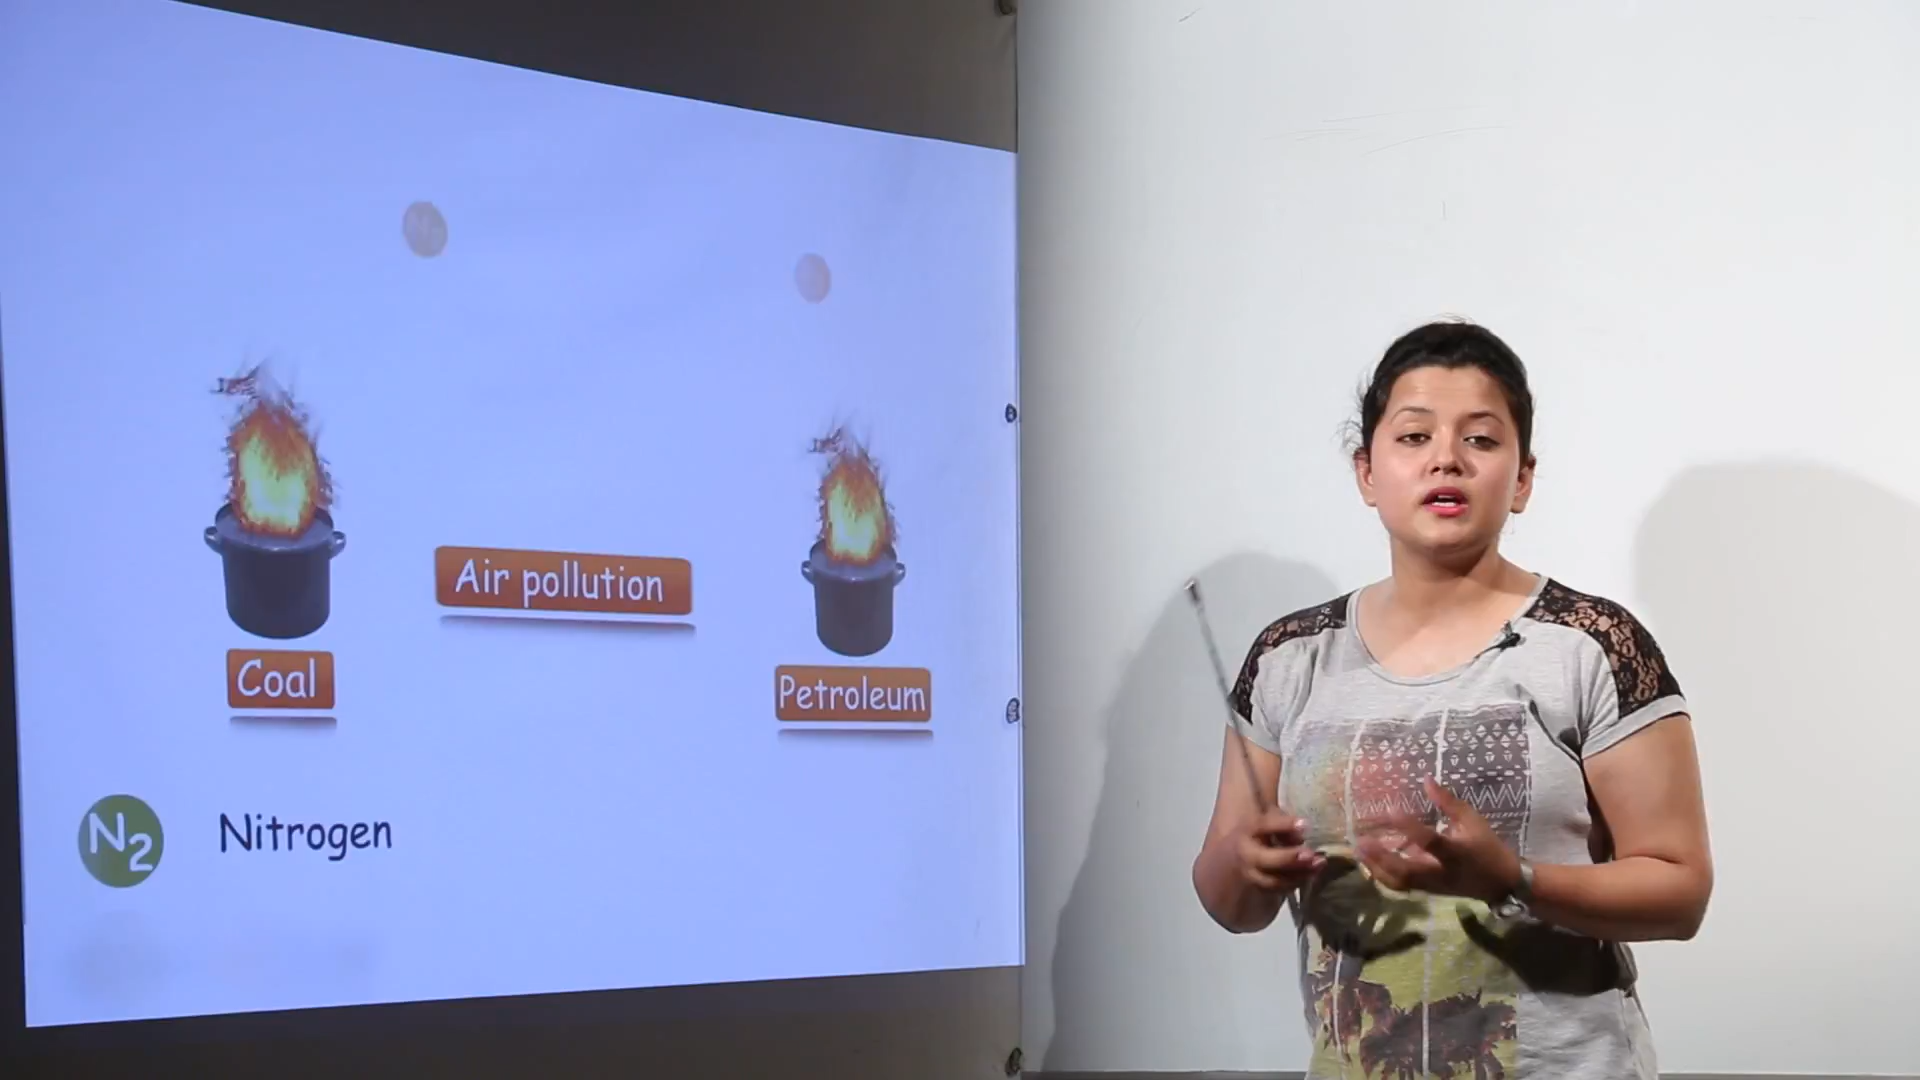 Air pollution
Coal
Petroleum
N2
Nitrogen